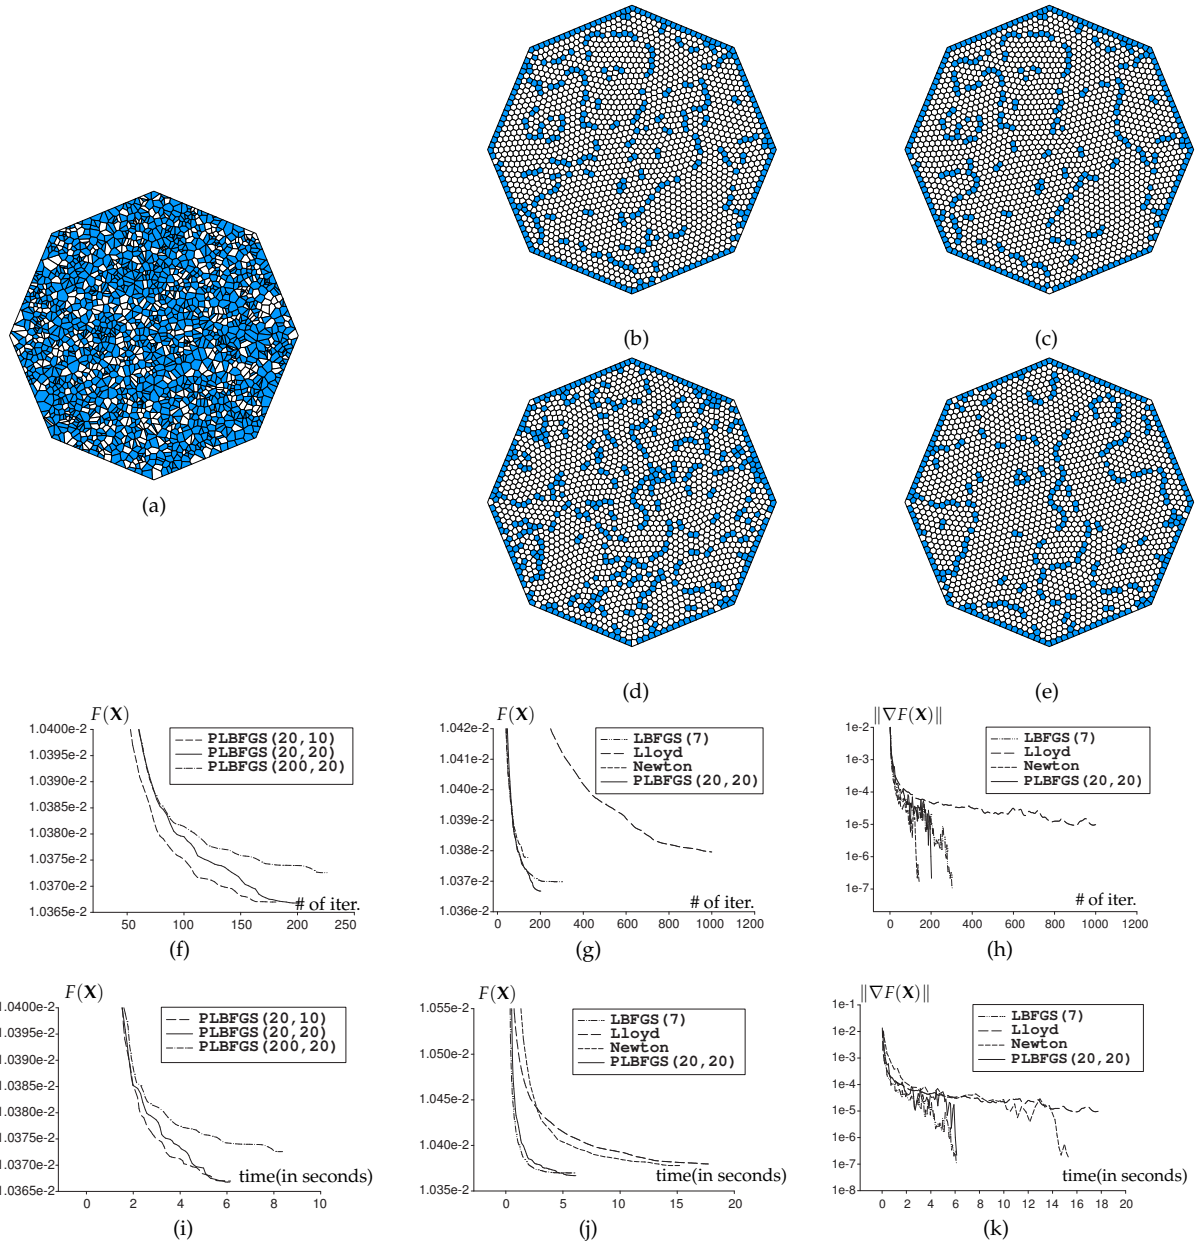 (a)
(b)
(c)
(d)
(e)
F(X)
1.0400e-2
1.0395e-2
1.0390e-2
1.0385e-2
1.0380e-2
1.0375e-2
1.0370e-2
1.0365e-2
PLBFGS(20,10)
PLBFGS(20,20)
PLBFGS(200,20)
# of iter.
50 100 150 200 250
(f)
F(X)
1.042e-2
1.041e-2
1.040e-2
1.039e-2
1.038e-2
1.037e-2
1.036e-2
LBFGS(7)
Lloyd
Newton
PLBFGS(20,20)
# of iter.
0 200 400 600 800 1000 1200
(g)
‖∇F(X)‖
1e-2
1e-3
1e-4
1e-5
1e-6
1e-7
LBFGS(7)
Lloyd
Newton
PLBFGS(20,20)
# of iter.
0 200 400 600 800 1000 1200
(h)
F(X)
1.0400e-2
1.0395e-2
1.0390e-2
1.0385e-2
1.0380e-2
1.0375e-2
1.0370e-2
1.0365e-2
PLBFGS(20,10)
PLBFGS(20,20)
PLBFGS(200,20)
time(in seconds)
0 2 4 6 8 10
(i)
F(X)
1.055e-2
1.050e-2
1.045e-2
1.040e-2
1.035e-2
LBFGS(7)
Lloyd
Newton
PLBFGS(20,20)
time(in seconds)
0 5 10 15 20
(j)
‖∇F(X)‖
1e-1
1e-2
1e-3
1e-4
1e-5
1e-6
1e-7
1e-8
LBFGS(7)
Lloyd
Newton
PLBFGS(20,20)
time(in seconds)
0 2 4 6 8 10 12 14 16 18 20
(k)